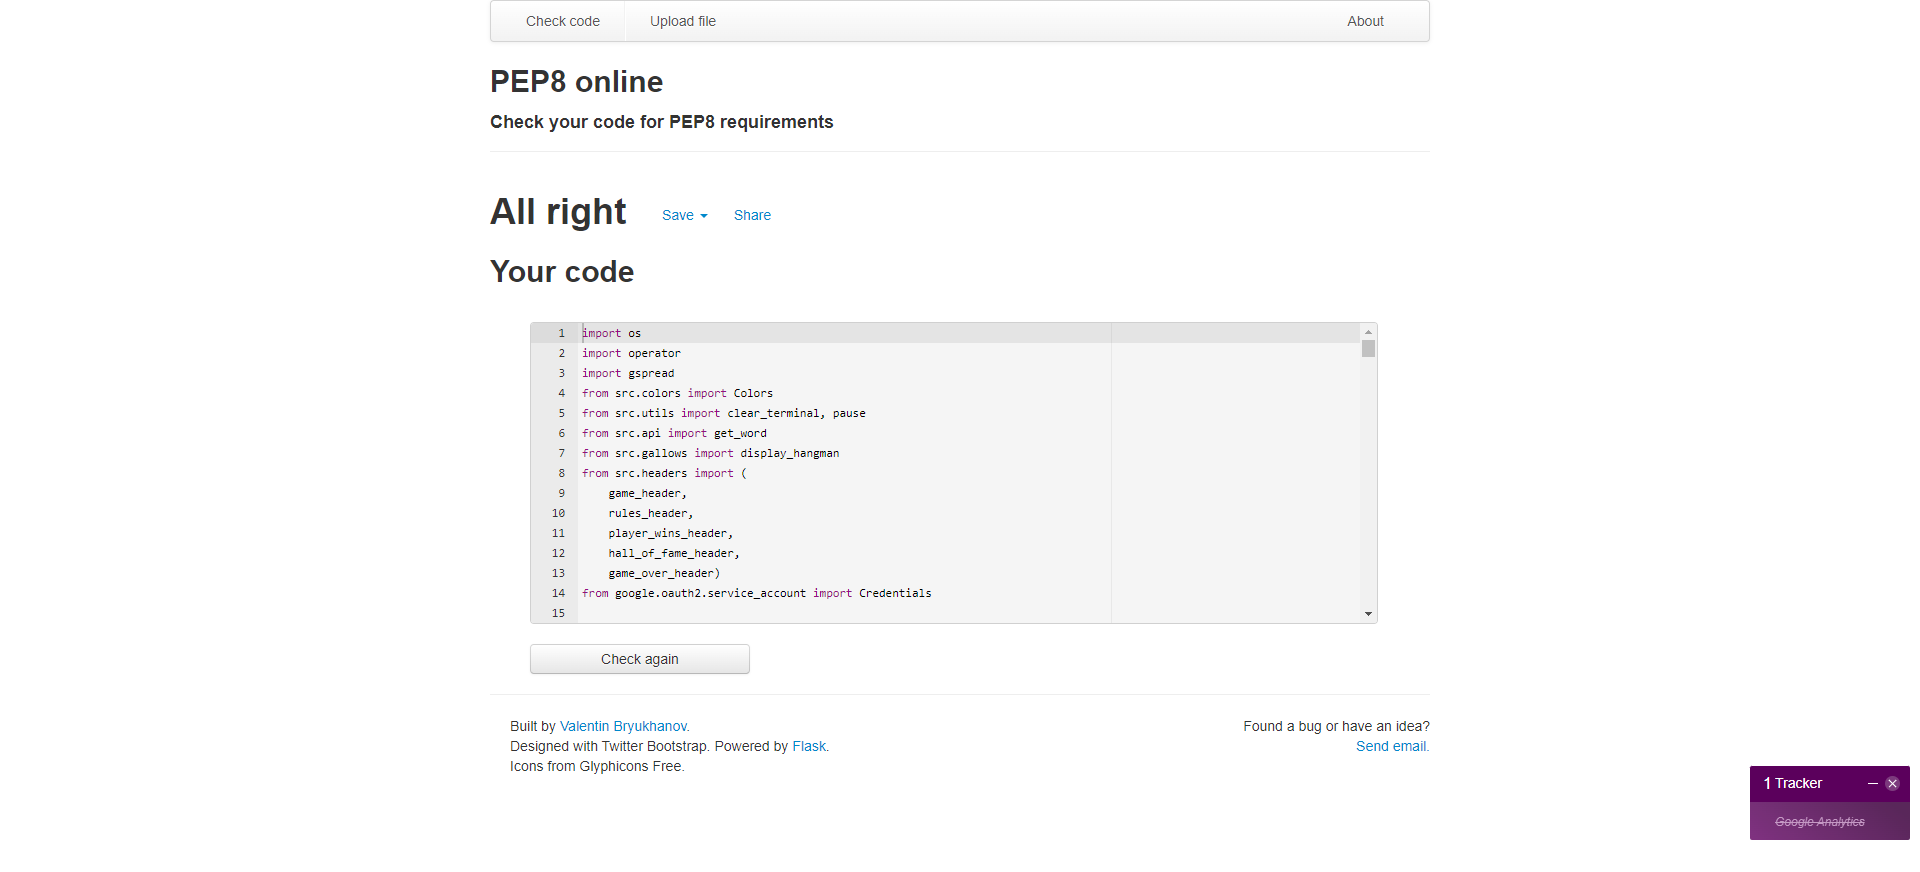 Check code
Upload file
About
PEP8 online
Check your code for PEP8 requirements
All right
Save
Share
Your code
1 import os
2 import operator
3 import gspread
4 from src.colors import Colors
5 from src.utils import clear_terminal, pause
6 from src.api import get_word
7 from src.gallows import display_hangman
8 from src.headers import (
9 game_header,
10 rules_header,
11 player_wins_header,
12 hall_of_fame_header,
13 game_over_header)
14 from google.oauth2.service_account import Credentials
15
Check again
Built by Valentin Bryukhanov.
Designed with Twitter Bootstrap. Powered by Flask.
Icons from Glyphicons Free.
Found a bug or have an idea?
Send email.
1 Tracker
Google Analytics